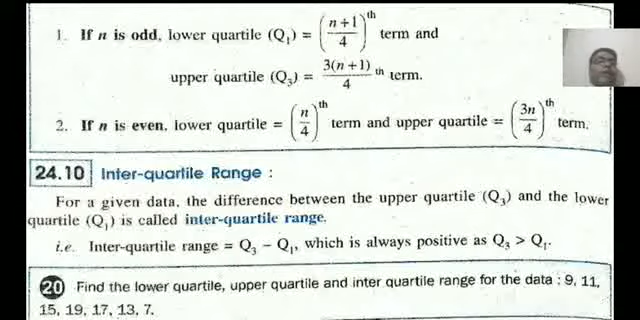 1. If n is odd, lower quartile (Q₁) = ((n+1)/4)ᵗʰ term and
upper quartile (Q₃) = 3(n+1)/4 ᵗʰ term.
2. If n is even, lower quartile = (n/4)ᵗʰ term and upper quartile = (3n/4)ᵗʰ term.
24.10 Inter-quartile Range :
For a given data, the difference between the upper quartile (Q₃) and the lower
quartile (Q₁) is called inter-quartile range.
i.e. Inter-quartile range = Q₃ − Q₁, which is always positive as Q₃ > Q₁.
20 Find the lower quartile, upper quartile and inter quartile range for the data : 9, 11,
15, 19, 17, 13, 7.